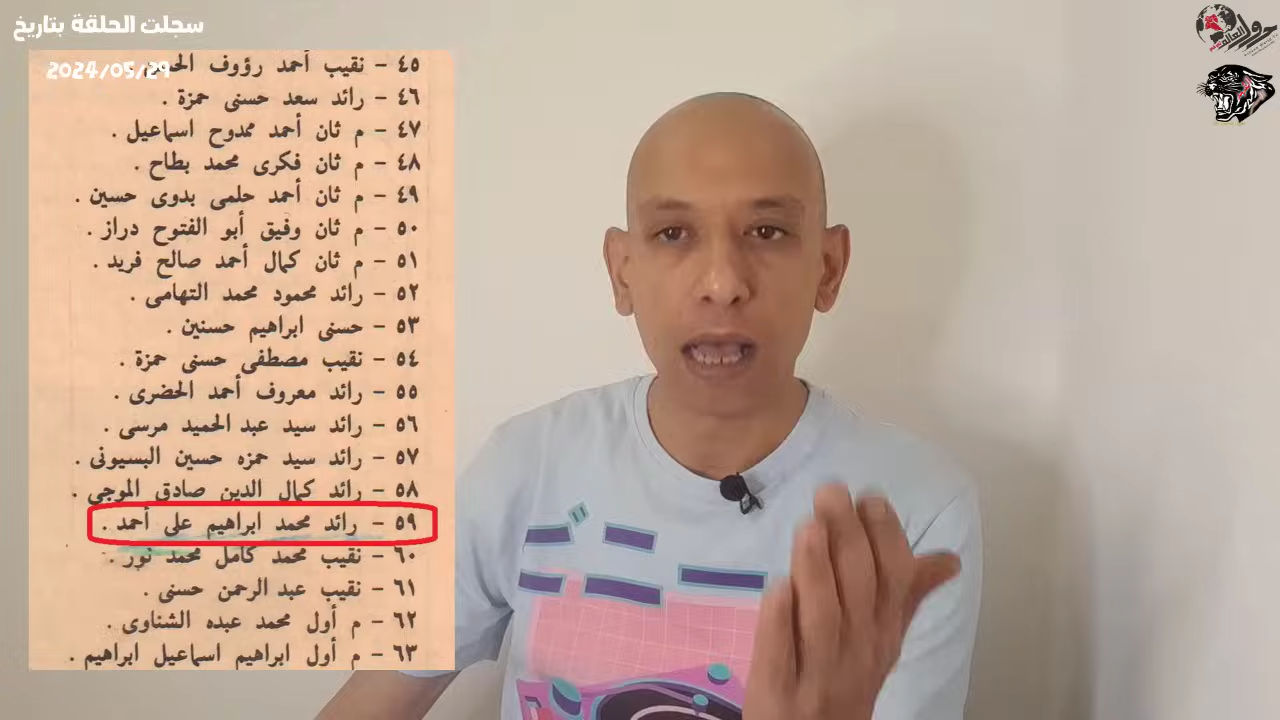 سجلت الحلقة بتاريخ
2024/05/29
٤٥ - نقيب أحمد رؤوف
٤٦ - رائد سعد حسنى حمزة .
٤٧ - م ثان أحمد ممدوح اسماعيل .
٤٨ - م ثان فكرى محمد بطاح .
٤٩ - م ثان أحمد حلمى بدوى حسين .
٥٠ - م ثان وفيق أبو الفتوح دراز .
٥١ - م ثان كمال أحمد صالح فريد .
٥٢ - رائد محمود محمد التهامى .
٥٣ - حسنى ابراهيم حسنين .
٥٤ - نقيب مصطفى حسنى حمزة .
٥٥ - رائد معروف أحمد الحضرى .
٥٦ - رائد سيد عبد الحميد مرسى .
٥٧ - رائد سيد حمزه حسين البسيونى .
٥٨ - رائد كمال الدين صادق الموجي .
٥٩ - رائد محمد ابراهيم على أحمد .
٦٠ - نقيب محمد كامل محمد نور .
٦١ - نقيب عبد الرحمن حسنى .
٦٢ - م أول محمد عبده الشناوى .
٦٣ - م أول ابراهيم اسماعيل ابراهيم .
حول العالم